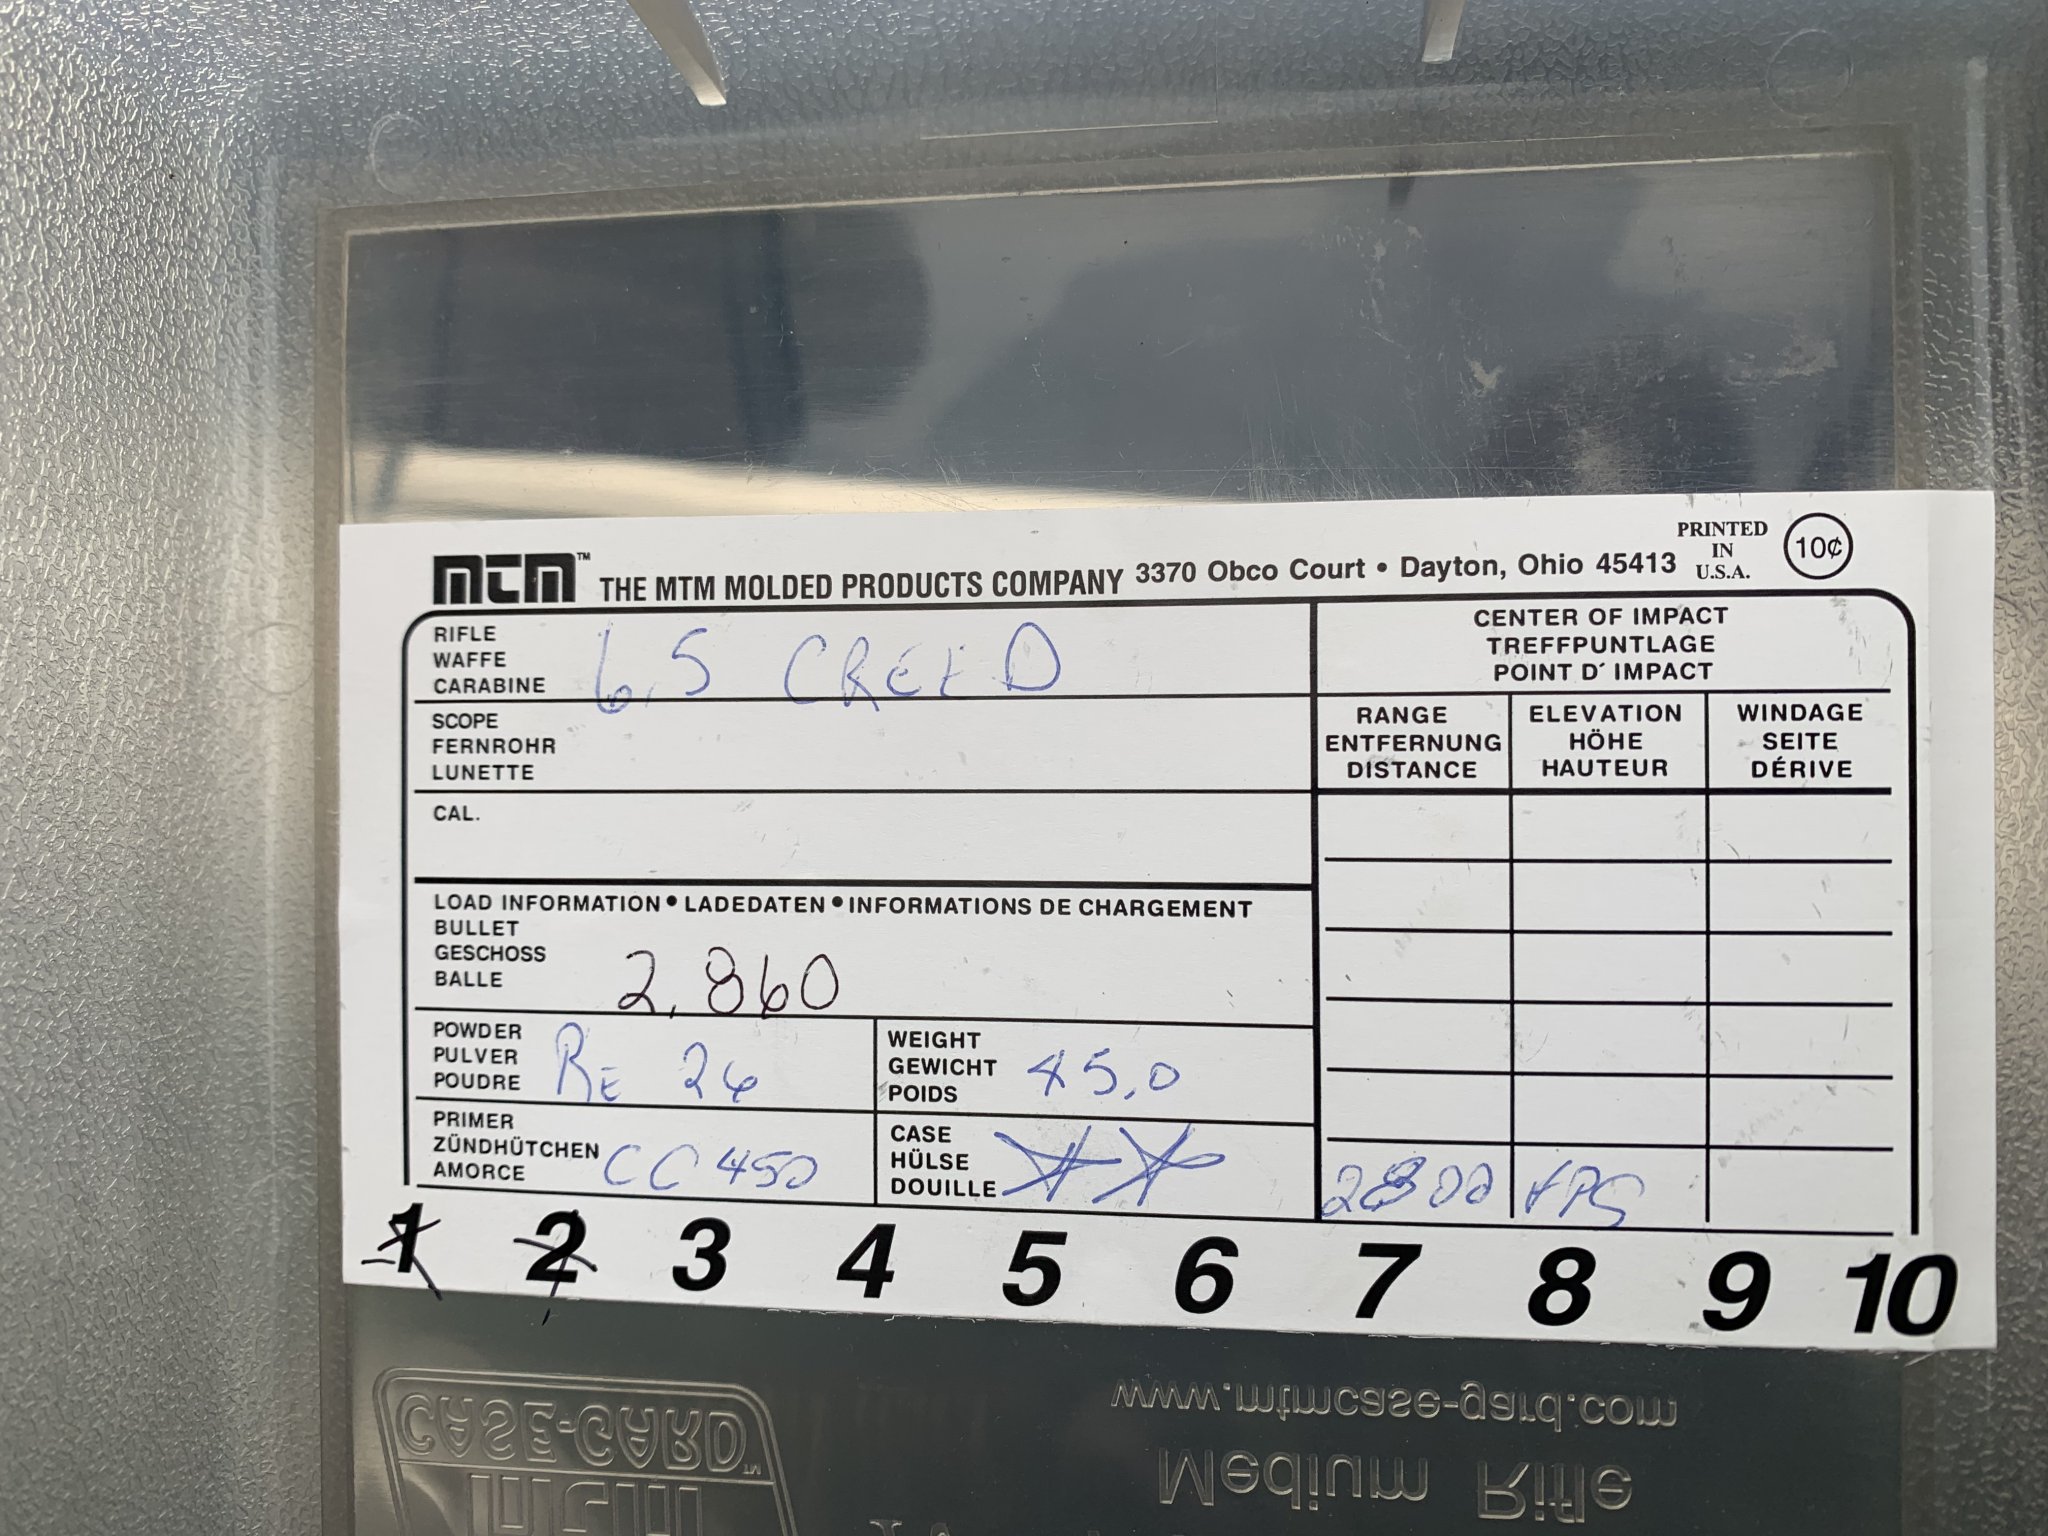 mtm™ THE MTM MOLDED PRODUCTS COMPANY 3370 Obco Court • Dayton, Ohio 45413
PRINTED
IN
U.S.A.
10¢
RIFLE
WAFFE
CARABINE
6.5 CREED
SCOPE
FERNROHR
LUNETTE
CAL.
LOAD INFORMATION • LADEDATEN • INFORMATIONS DE CHARGEMENT
BULLET
GESCHOSS
BALLE
2,860
POWDER
PULVER
POUDRE
RE 26
WEIGHT
GEWICHT
POIDS
45,0
PRIMER
ZÜNDHÜTCHEN
AMORCE
CC 450
CASE
HÜLSE
DOUILLE
CENTER OF IMPACT
TREFFPUNTLAGE
POINT D´ IMPACT
RANGE
ENTFERNUNG
DISTANCE
ELEVATION
HÖHE
HAUTEUR
WINDAGE
SEITE
DÉRIVE
2800 FPS
1 2 3 4 5 6 7 8 9 10
www.mtmcase-gard.com
CASE-GARD™
mtm
Medium Rifle